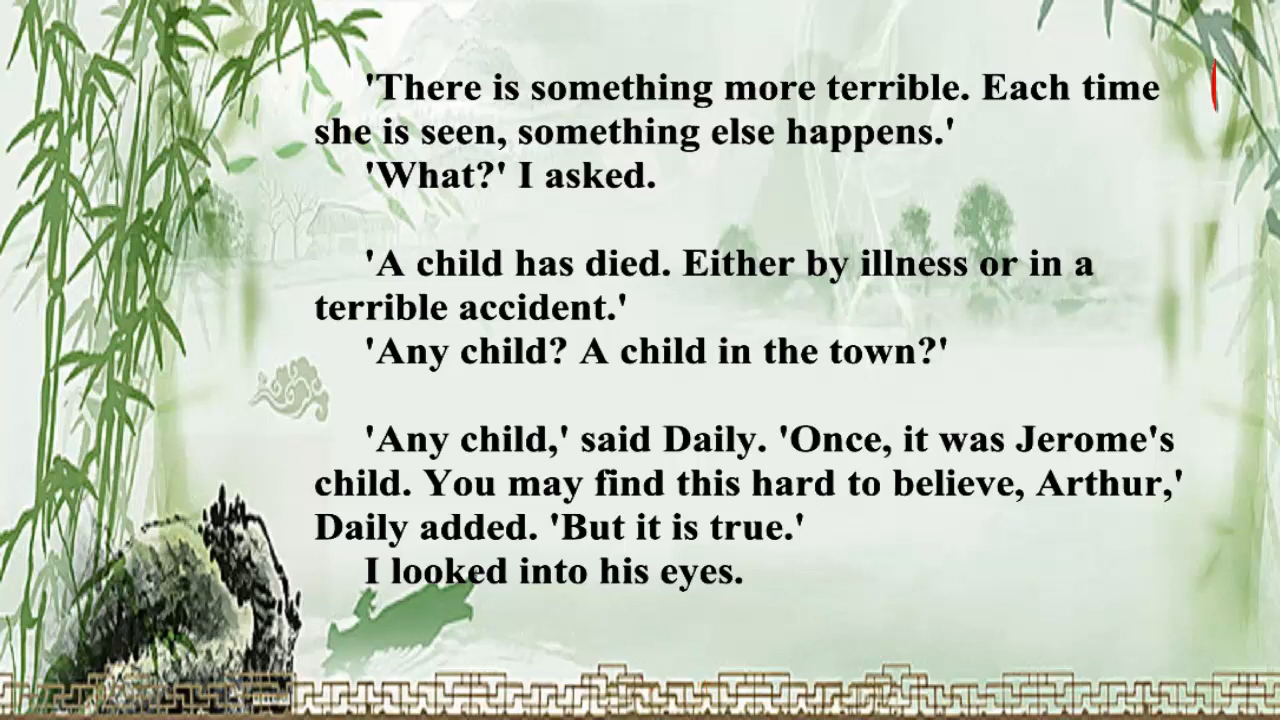 'There is something more terrible. Each time
she is seen, something else happens.'
'What?' I asked.
'A child has died. Either by illness or in a
terrible accident.'
'Any child? A child in the town?'
'Any child,' said Daily. 'Once, it was Jerome's
child. You may find this hard to believe, Arthur,'
Daily added. 'But it is true.'
I looked into his eyes.